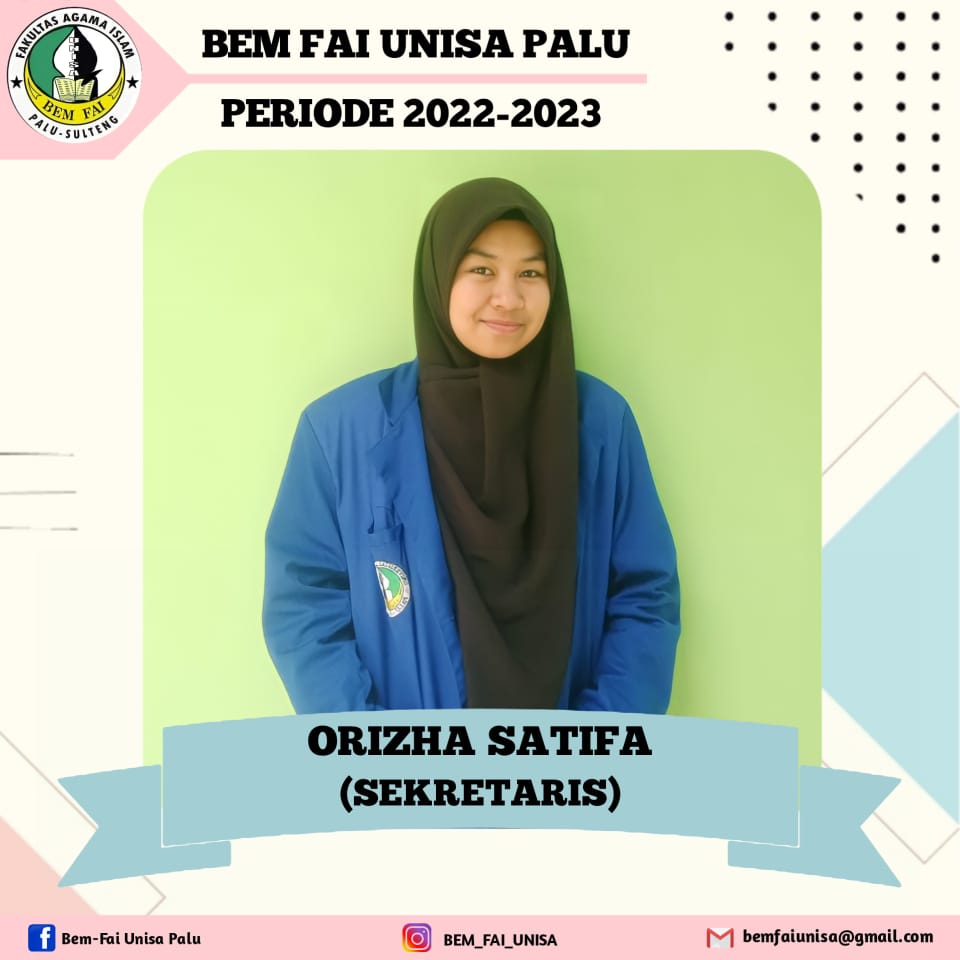 FAKULTAS AGAMA ISLAM
BEM FAI
PALU-SULTENG
BEM FAI UNISA PALU
PERIODE 2022-2023
ORIZHA SATIFA
(SEKRETARIS)
Bem-Fai Unisa Palu
BEM_FAI_UNISA
bemfaiunisa@gmail.com